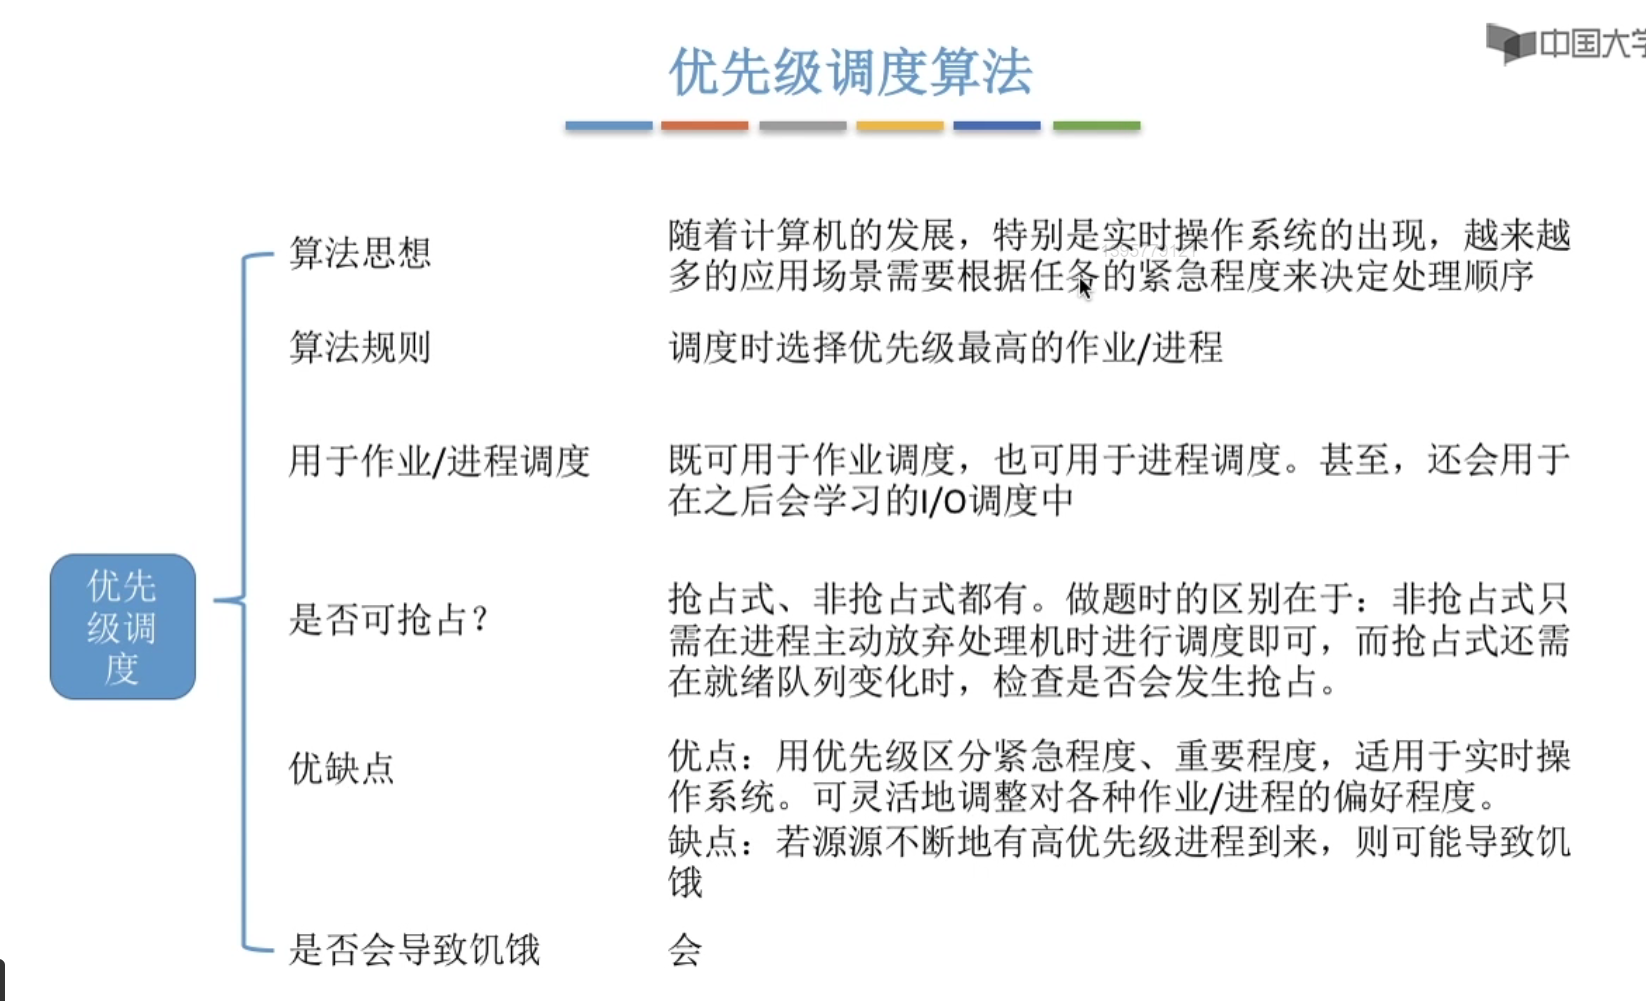 中国大学
优先级调度算法
算法思想
随着计算机的发展，特别是实时操作系统的出现，越来越
多的应用场景需要根据任务的紧急程度来决定处理顺序
算法规则
调度时选择优先级最高的作业/进程
用于作业/进程调度
既可用于作业调度，也可用于进程调度。甚至，还会用于
在之后会学习的I/O调度中
优先
级调
度
是否可抢占？
抢占式、非抢占式都有。做题时的区别在于：非抢占式只
需在进程主动放弃处理机时进行调度即可，而抢占式还需
在就绪队列变化时，检查是否会发生抢占。
优缺点
优点：用优先级区分紧急程度、重要程度，适用于实时操
作系统。可灵活地调整对各种作业/进程的偏好程度。
缺点：若源源不断地有高优先级进程到来，则可能导致饥
饿
是否会导致饥饿
会